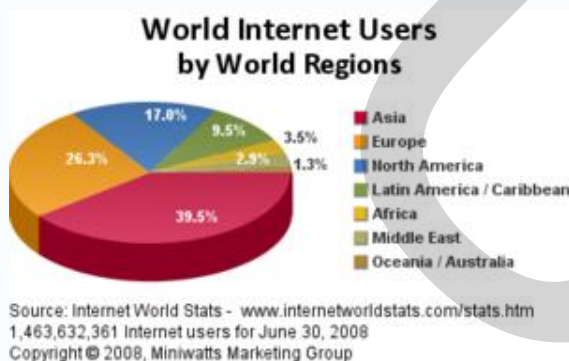 World Internet Users
by World Regions
17.0%
9.5%
3.5%
26.3%
2.9%
1.3%
39.5%
Asia
Europe
North America
Latin America / Caribbean
Africa
Middle East
Oceania / Australia
Source: Internet World Stats - www.internetworldstats.com/stats.htm
1,463,632,361 Internet users for June 30, 2008
Copyright © 2008, Miniwatts Marketing Group